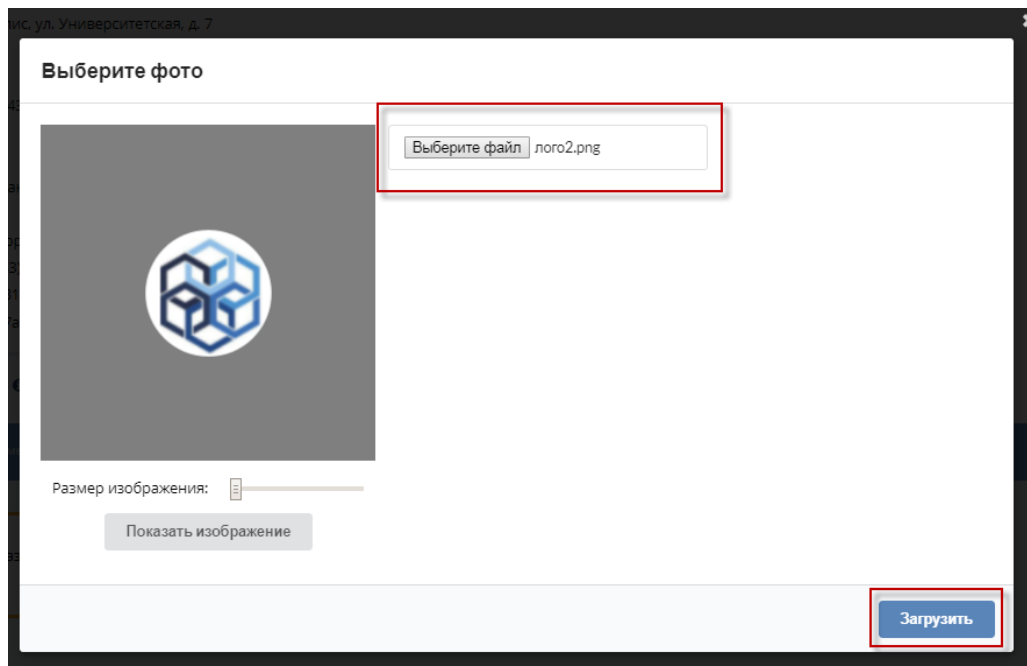 ис, ул. Университетская, д. 7
Выберите фото
Выберите файл лого2.png
Размер изображения:
Показать изображение
Загрузить